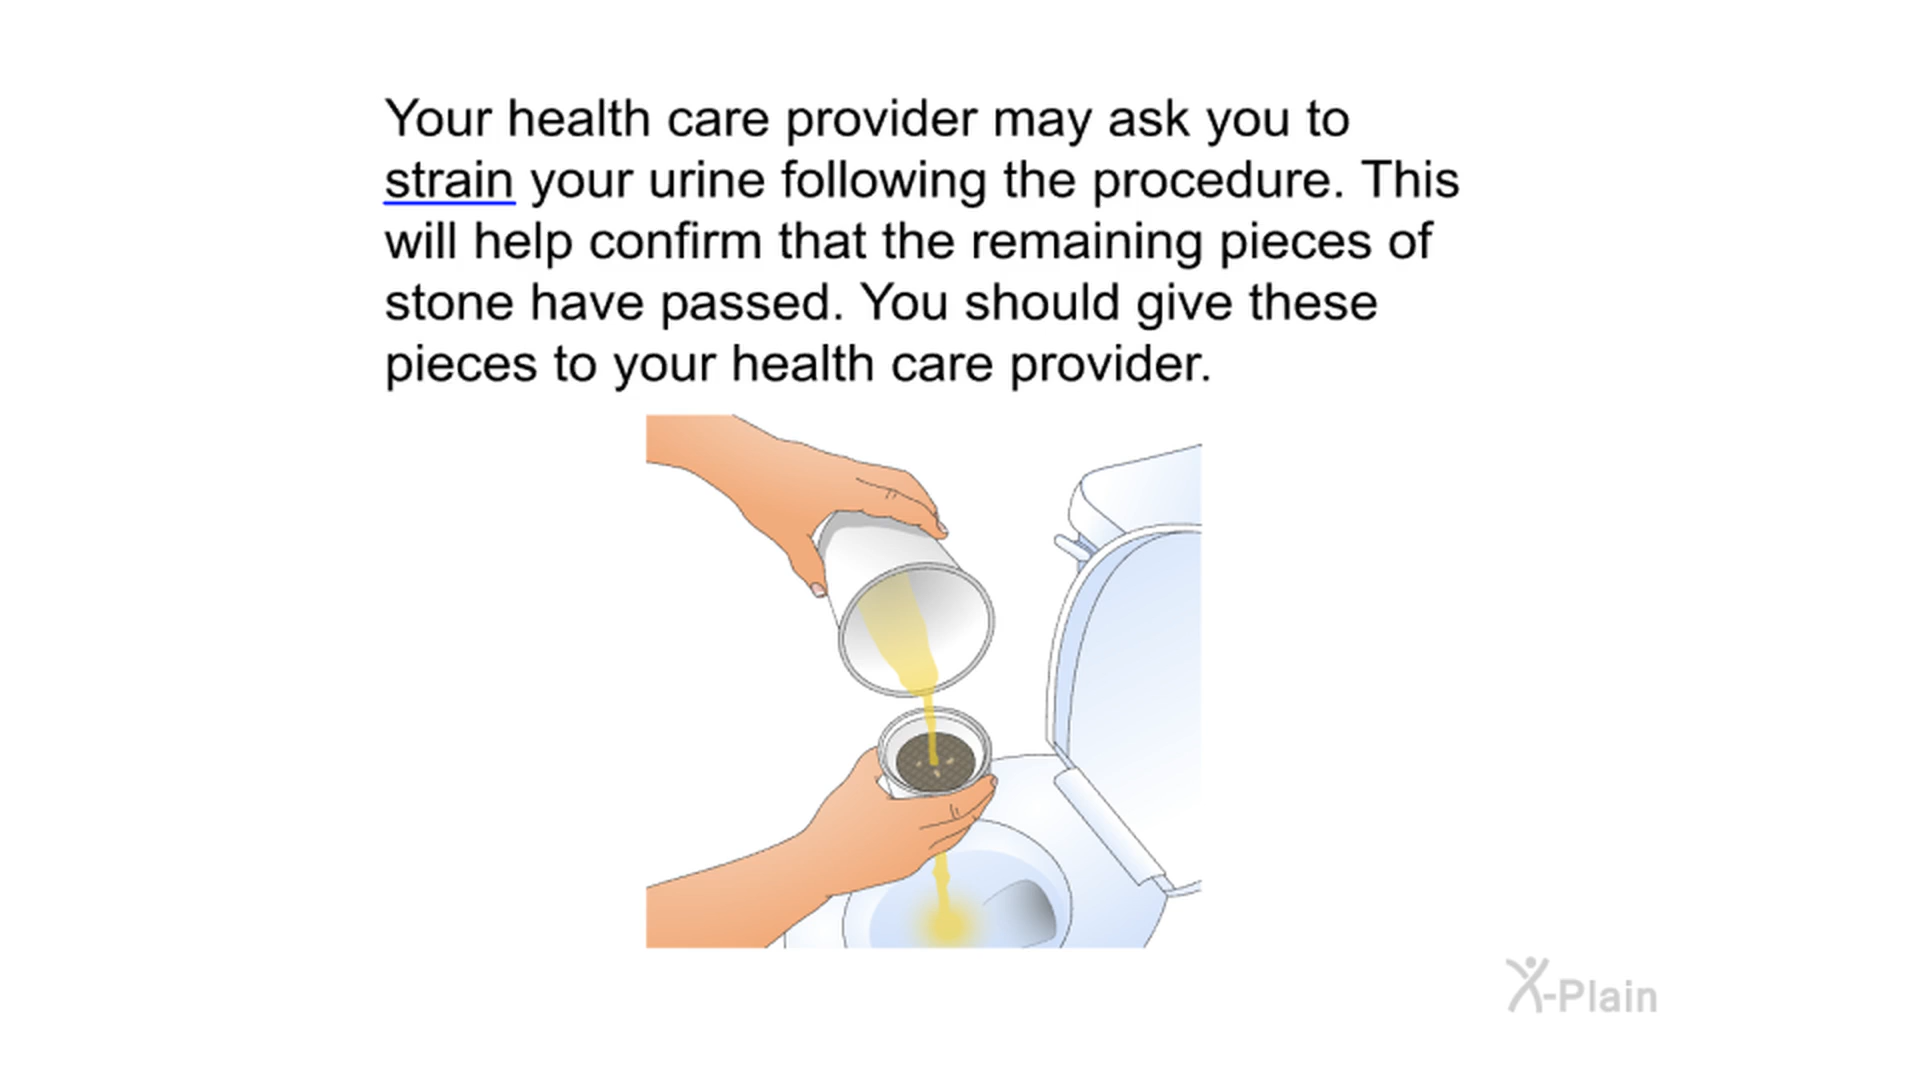 Your health care provider may ask you to
strain your urine following the procedure. This
will help confirm that the remaining pieces of
stone have passed. You should give these
pieces to your health care provider.
X-Plain